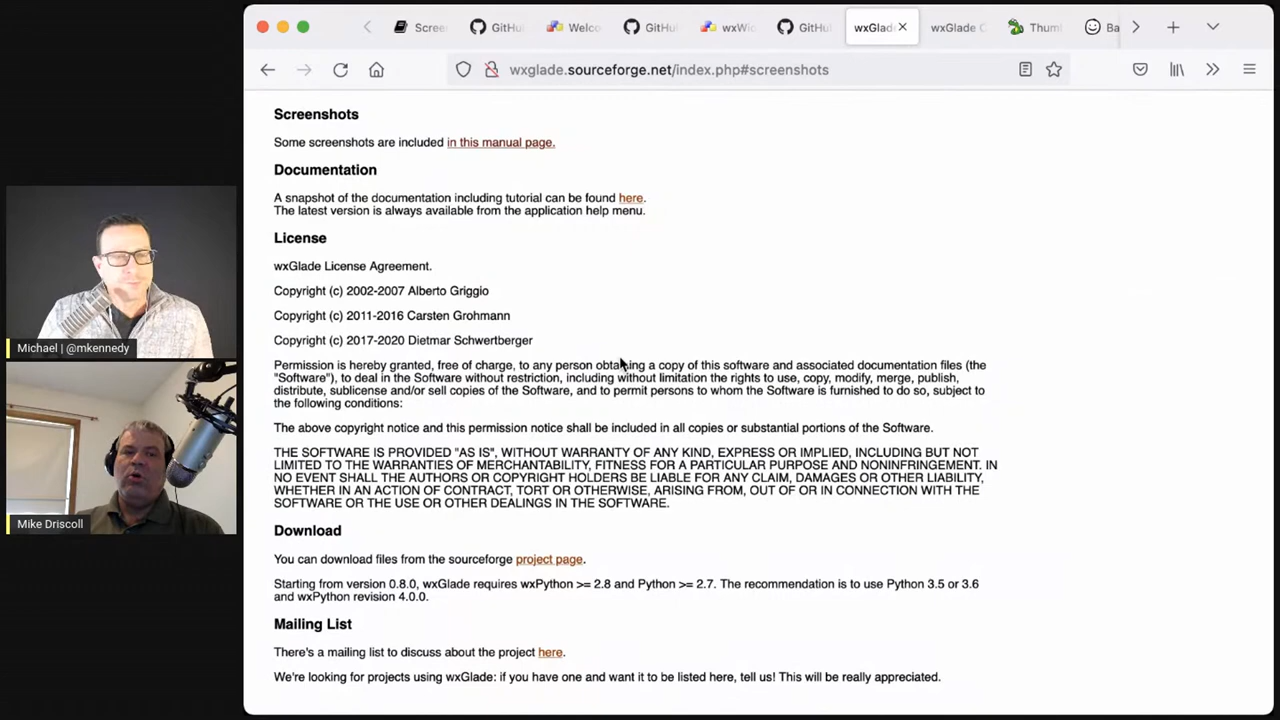 Scree
GitHu
Welco
GitHu
wxWi
GitHu
wxGlad
wxGlade
Thum
Ba
wxglade.sourceforge.net/index.php#screenshots
Screenshots
Some screenshots are included in this manual page.
Documentation
A snapshot of the documentation including tutorial can be found here.
The latest version is always available from the application help menu.
License
wxGlade License Agreement.
Copyright (c) 2002-2007 Alberto Griggio
Copyright (c) 2011-2016 Carsten Grohmann
Copyright (c) 2017-2020 Dietmar Schwertberger
Permission is hereby granted, free of charge, to any person obtaining a copy of this software and associated documentation files (the
"Software"), to deal in the Software without restriction, including without limitation the rights to use, copy, modify, merge, publish,
distribute, sublicense and/or sell copies of the Software, and to permit persons to whom the Software is furnished to do so, subject to
the following conditions:
The above copyright notice and this permission notice shall be included in all copies or substantial portions of the Software.
THE SOFTWARE IS PROVIDED "AS IS", WITHOUT WARRANTY OF ANY KIND, EXPRESS OR IMPLIED, INCLUDING BUT NOT
LIMITED TO THE WARRANTIES OF MERCHANTABILITY, FITNESS FOR A PARTICULAR PURPOSE AND NONINFRINGEMENT. IN
NO EVENT SHALL THE AUTHORS OR COPYRIGHT HOLDERS BE LIABLE FOR ANY CLAIM, DAMAGES OR OTHER LIABILITY,
WHETHER IN AN ACTION OF CONTRACT, TORT OR OTHERWISE, ARISING FROM, OUT OF OR IN CONNECTION WITH THE
SOFTWARE OR THE USE OR OTHER DEALINGS IN THE SOFTWARE.
Download
You can download files from the sourceforge project page.
Starting from version 0.8.0, wxGlade requires wxPython >= 2.8 and Python >= 2.7. The recommendation is to use Python 3.5 or 3.6
and wxPython revision 4.0.0.
Mailing List
There's a mailing list to discuss about the project here.
We're looking for projects using wxGlade: if you have one and want it to be listed here, tell us! This will be really appreciated.
Michael | @mkennedy
Mike Driscoll